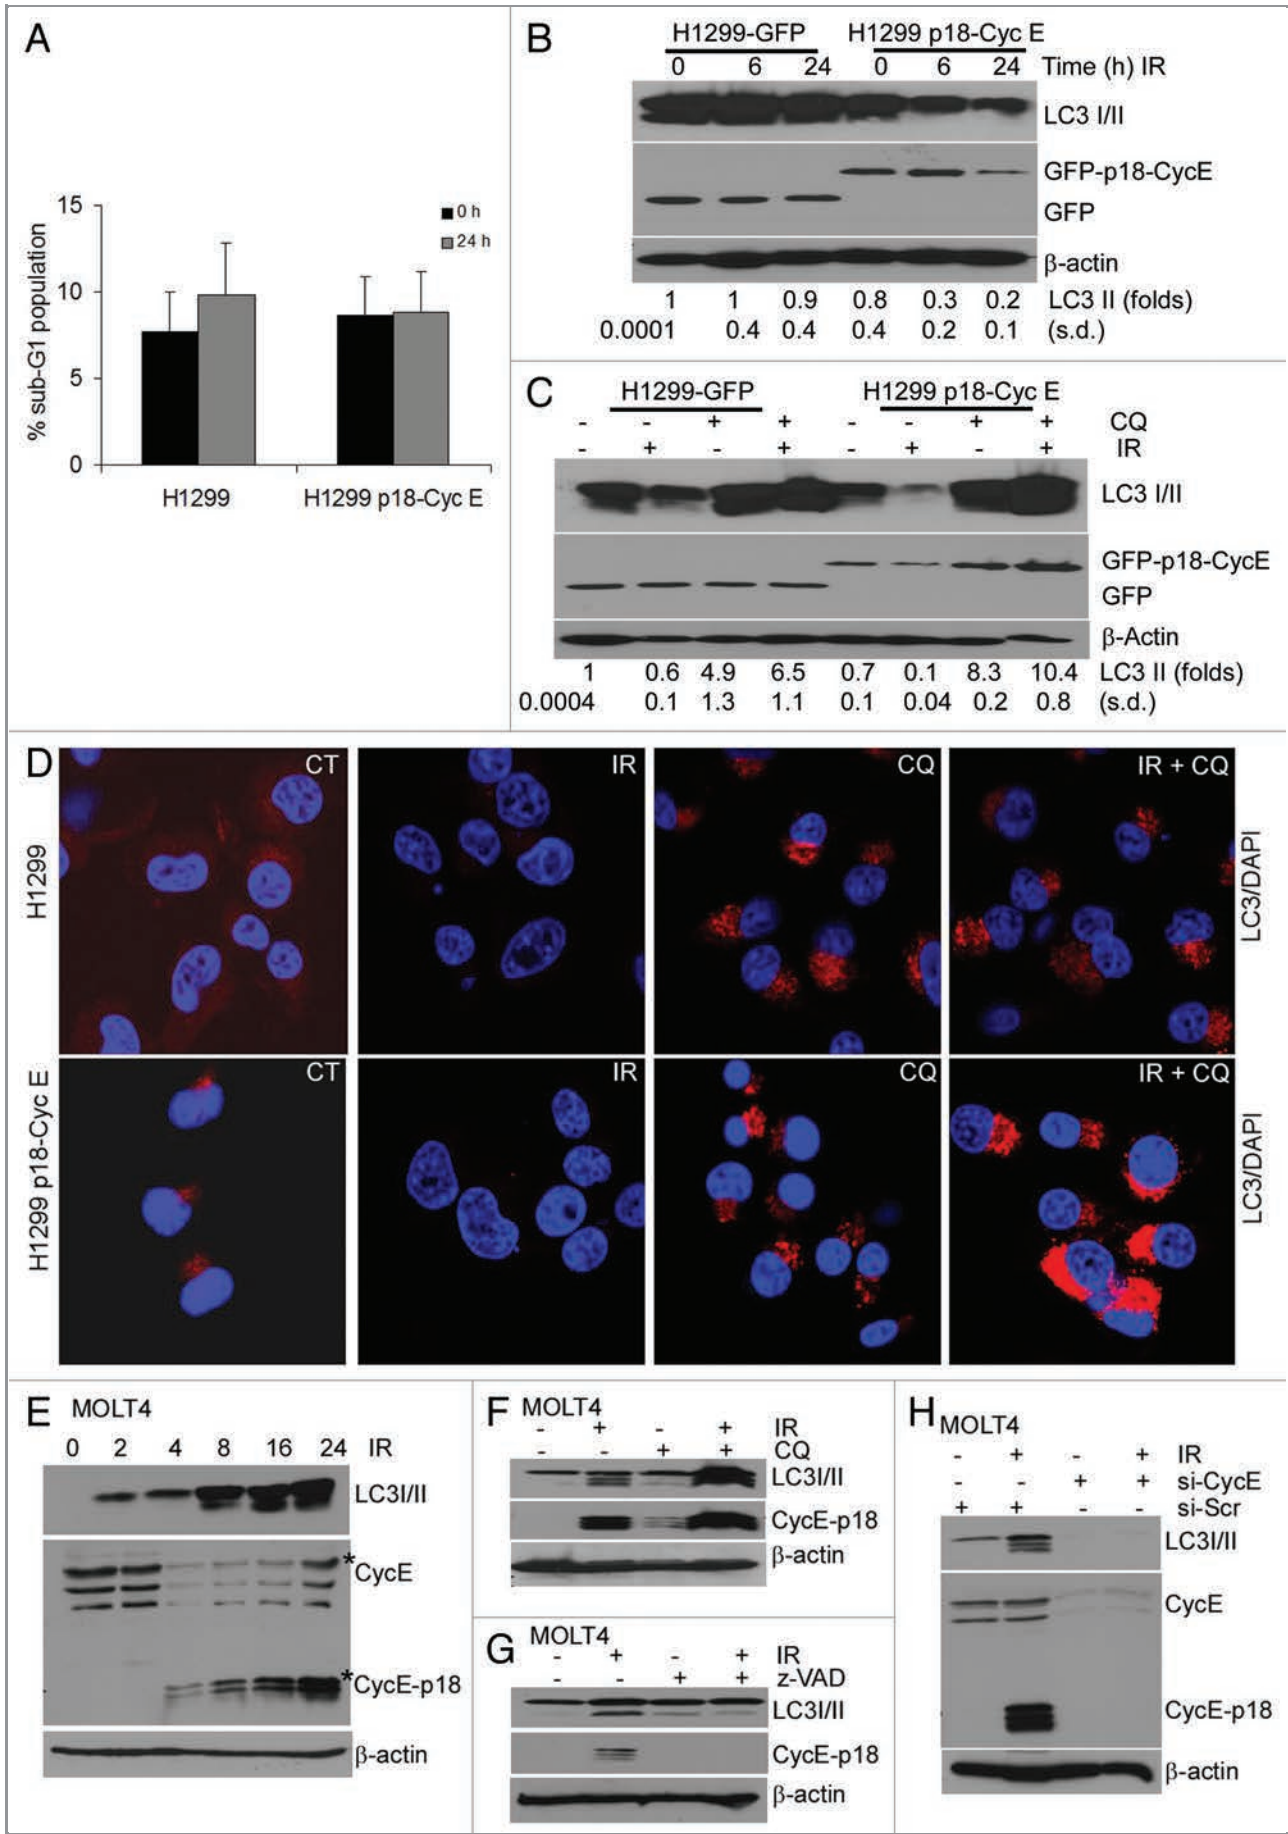 A
15
10
5
0
% sub-G1 population
0 h
24 h
H1299
H1299 p18-Cyc E
B
H1299-GFP
H1299 p18-Cyc E
0 6 24 0 6 24 Time (h) IR
LC3 I/II
GFP-p18-CycE
GFP
β-actin
1 1 0.9 0.8 0.3 0.2 LC3 II (folds)
0.0001 0.4 0.4 0.4 0.2 0.1 (s.d.)
C
H1299-GFP
H1299 p18-Cyc E
- - + + - - + + CQ
- + - + - + - + IR
LC3 I/II
GFP-p18-CycE
GFP
β-Actin
1 0.6 4.9 6.5 0.7 0.1 8.3 10.4 LC3 II (folds)
0.0004 0.1 1.3 1.1 0.1 0.04 0.2 0.8 (s.d.)
D
CT
IR
CQ
IR + CQ
H1299
LC3/DAPI
CT
IR
CQ
IR + CQ
H1299 p18-Cyc E
LC3/DAPI
E
MOLT4
0 2 4 8 16 24 IR
LC3I/II
*CycE
*CycE-p18
β-actin
F
MOLT4
- + - + IR
- - + + CQ
LC3I/II
CycE-p18
β-actin
G
MOLT4
- + - + IR
- - + + z-VAD
LC3I/II
CycE-p18
β-actin
H
MOLT4
- + - + IR
- - + + si-CycE
+ + - - si-Scr
LC3I/II
CycE
CycE-p18
β-actin